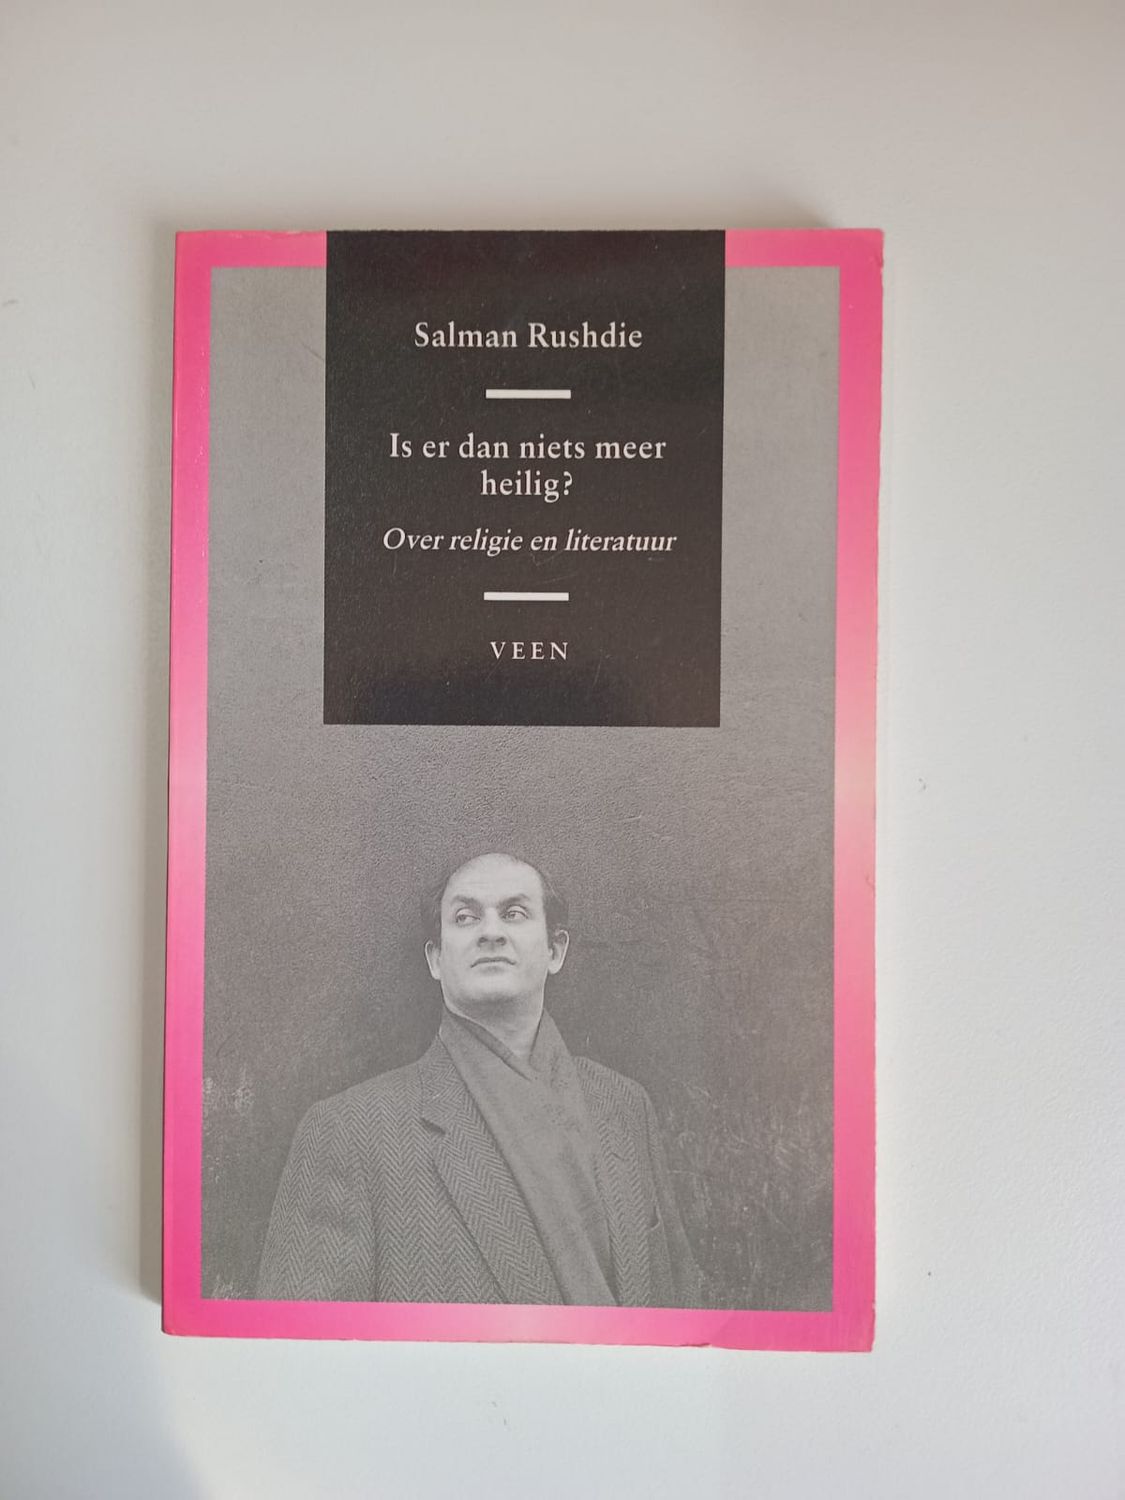 Salman Rushdie
Is er dan niets meer
heilig?
Over religie en literatuur
VEEN